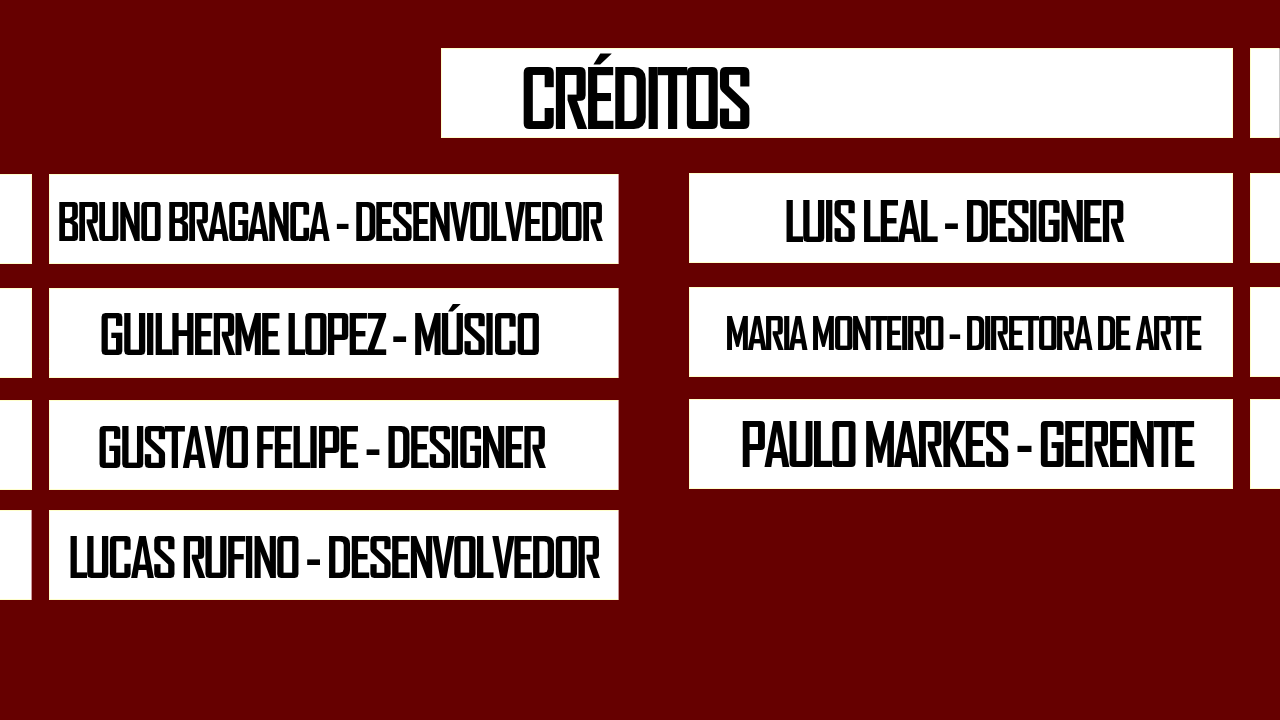 CRÉDITOS
BRUNO BRAGANCA - DESENVOLVEDOR
GUILHERME LOPEZ - MÚSICO
GUSTAVO FELIPE - DESIGNER
LUCAS RUFINO - DESENVOLVEDOR
LUIS LEAL - DESIGNER
MARIA MONTEIRO - DIRETORA DE ARTE
PAULO MARKES - GERENTE